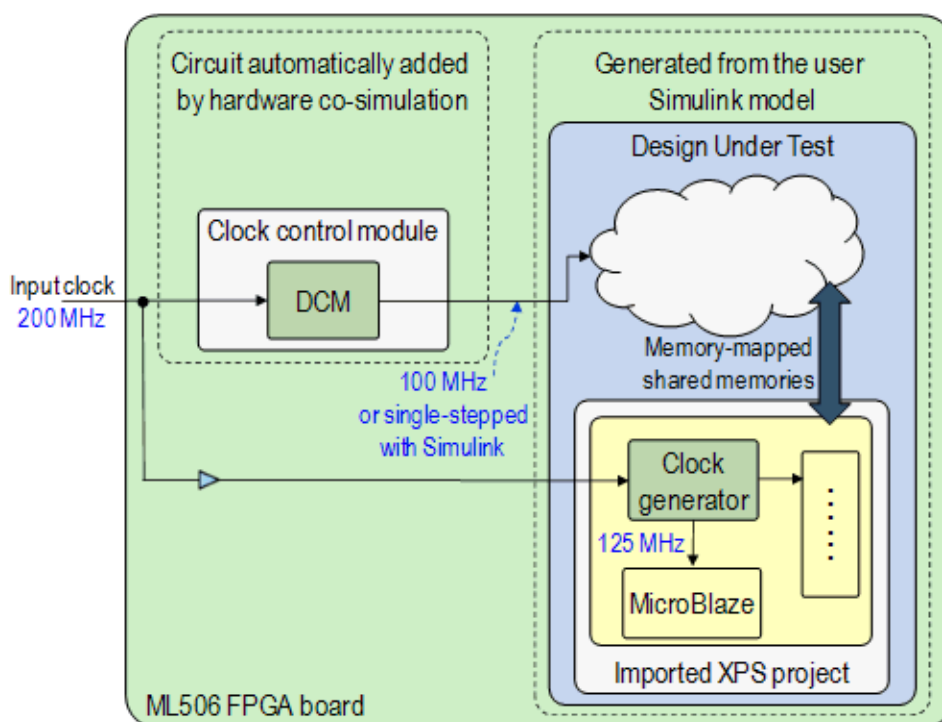 Circuit automatically added
by hardware co-simulation
Generated from the user
Simulink model
Design Under Test
Clock control module
DCM
Input clock
200 MHz
100 MHz
or single-stepped
with Simulink
Memory-mapped
shared memories
Clock
generator
125 MHz
MicroBlaze
Imported XPS project
ML506 FPGA board